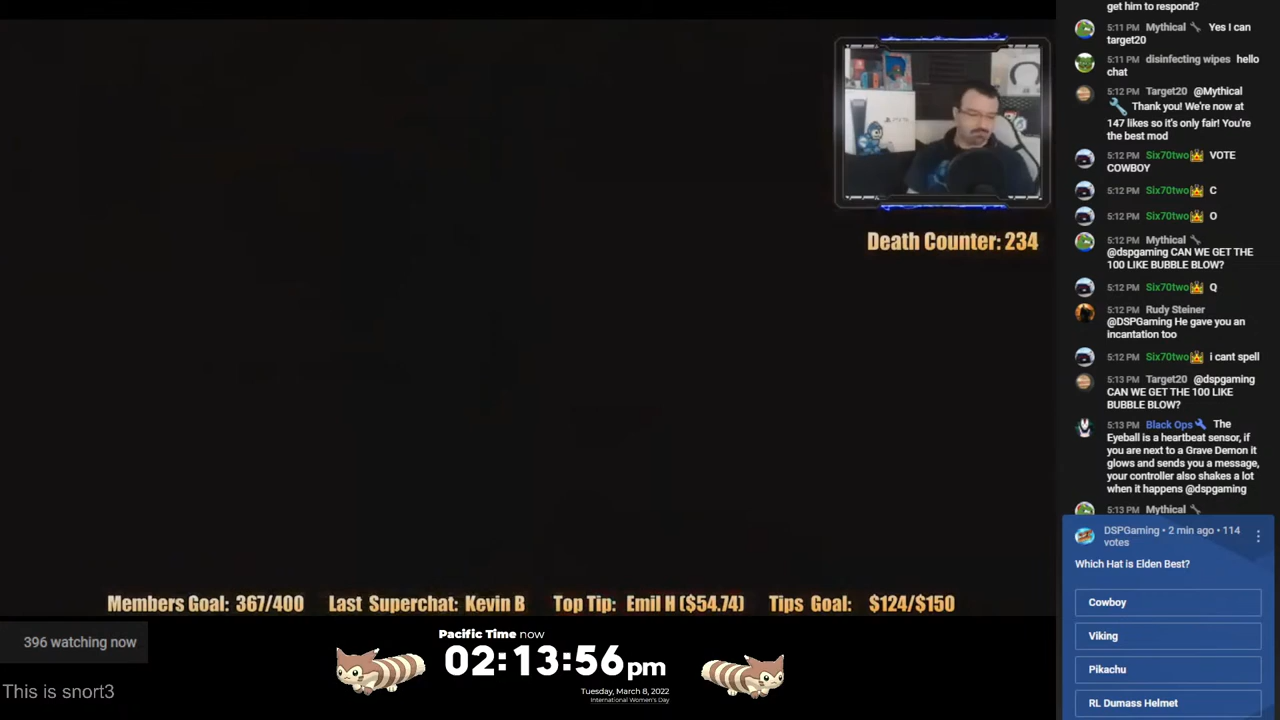 get him to respond?
5:11 PM Mythical Yes I can
target20
5:11 PM disinfecting wipes hello
chat
5:12 PM Target20 @Mythical
Thank you! We're now at
147 likes so it's only fair! You're
the best mod
5:12 PM Six70two VOTE
COWBOY
5:12 PM Six70two C
5:12 PM Six70two O
5:12 PM Mythical
@dspgaming CAN WE GET THE
100 LIKE BUBBLE BLOW?
5:12 PM Six70two Q
5:12 PM Rudy Steiner
@DSPGaming He gave you an
incantation too
5:12 PM Six70two i cant spell
5:13 PM Target20 @dspgaming
CAN WE GET THE 100 LIKE
BUBBLE BLOW?
5:13 PM Black Ops The
Eyeball is a heartbeat sensor, if
you are next to a Grave Demon it
glows and sends you a message,
your controller also shakes a lot
when it happens @dspgaming
5:13 PM Mythical
DSPGaming • 2 min ago • 114
votes
Which Hat is Elden Best?
Cowboy
Viking
Pikachu
RL Dumass Helmet
Death Counter: 234
Members Goal: 367/400 Last Superchat: Kevin B Top Tip: Emil H ($54.74) Tips Goal: $124/$150
396 watching now
This is snort3
Pacific Time now
02:13:56pm
Tuesday, March 8, 2022
International Women's Day